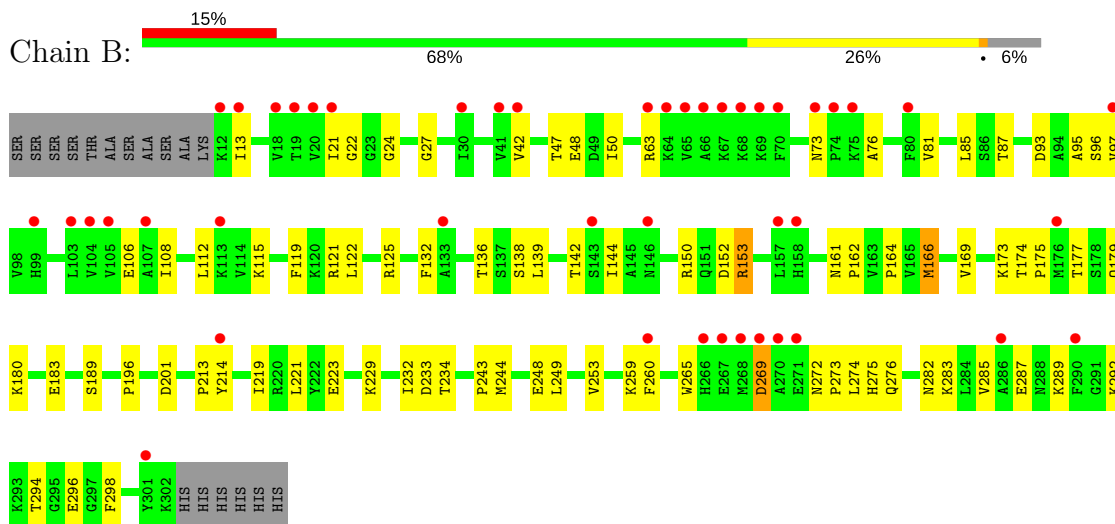 15%
Chain B:
68% 26% • 6%
SER SER SER SER THR ALA SER ALA SER ALA LYS K12 I13 V18 T19 V20 I21 G22 G23 G24 G27 I30 V41 V42 T47 E48 D49 I50 R63 K64 V65 A66 K67 K68 K69 F70 N73 P74 K75 A76 F80 V81 L85 S86 T87 D93 A94 A95 S96
V98 H99 L103 V104 V105 E106 A107 I108 L112 K113 V114 K115 F119 K120 R121 L122 R125 F132 A133 T136 S137 S138 L139 T142 S143 I144 A145 N146 R150 Q151 D152 R153 L157 H158 N161 P162 V163 P164 V165 M166 V169 K173 T174 P175 M176 T177 S178
K180 E183 S189 P196 D201 P213 Y214 I219 R220 L221 Y222 E223 K229 I232 D233 T234 P243 M244 E248 L249 V253 K259 F260 W265 H266 E267 M268 D269 A270 E271 N272 P273 L274 H275 Q276 N282 K283 L284 V285 A286 E287 N288 K289 F290 G291
K293 T294 G295 E296 G297 F298 Y301 K302 HIS HIS HIS HIS HIS HIS